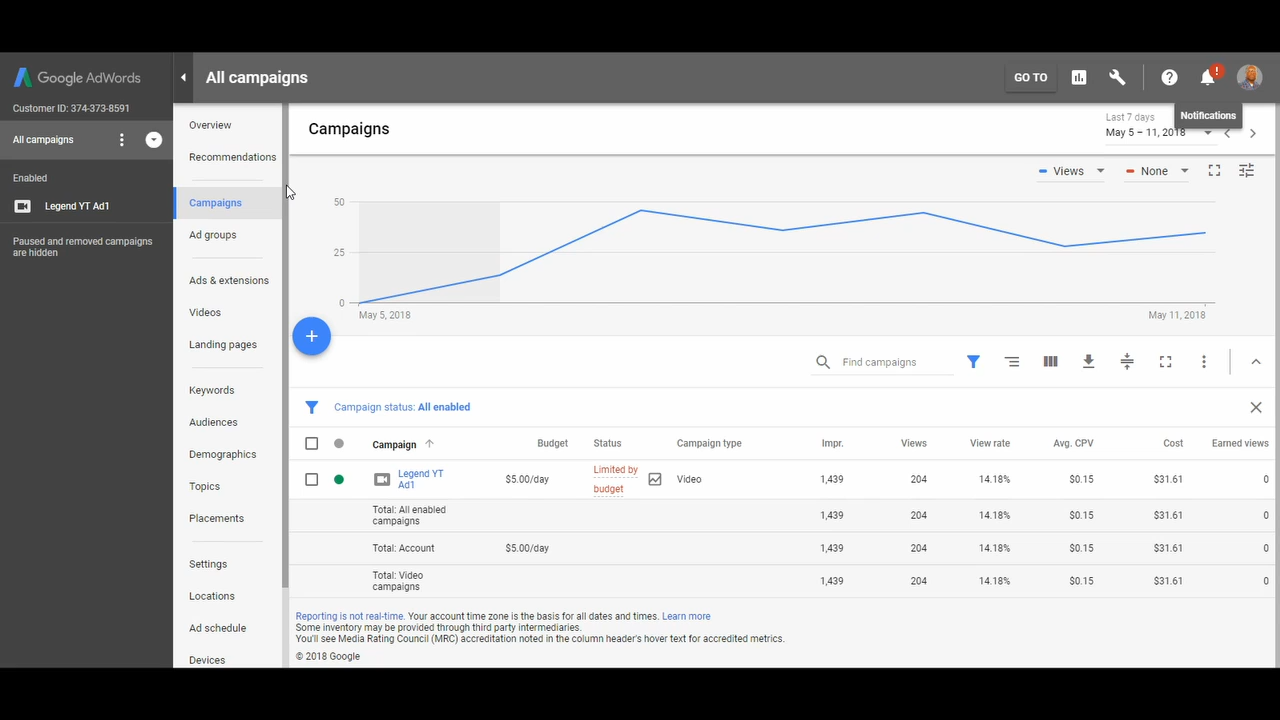 Google AdWords
All campaigns
GO TO
!
Customer ID: 374-373-8591
All campaigns
Enabled
Legend YT Ad1
Paused and removed campaigns
are hidden
Overview
Recommendations
Campaigns
Ad groups
Ads & extensions
Videos
Landing pages
Keywords
Audiences
Demographics
Topics
Placements
Settings
Locations
Ad schedule
Devices
Campaigns
Last 7 days
May 5 – 11, 2018
Notifications
Views
None
50
25
0
May 5, 2018
May 11, 2018
Find campaigns
Campaign status: All enabled
Campaign Budget Status Campaign type Impr. Views View rate Avg. CPV Cost Earned views
Legend YT
Ad1
$5.00/day
Limited by
budget
Video 1,439 204 14.18% $0.15 $31.61 0
Total: All enabled
campaigns
1,439 204 14.18% $0.15 $31.61 0
Total: Account $5.00/day 1,439 204 14.18% $0.15 $31.61 0
Total: Video
campaigns
1,439 204 14.18% $0.15 $31.61 0
Reporting is not real-time. Your account time zone is the basis for all dates and times. Learn more
Some inventory may be provided through third party intermediaries.
You'll see Media Rating Council (MRC) accreditation noted in the column header's hover text for accredited metrics.
© 2018 Google